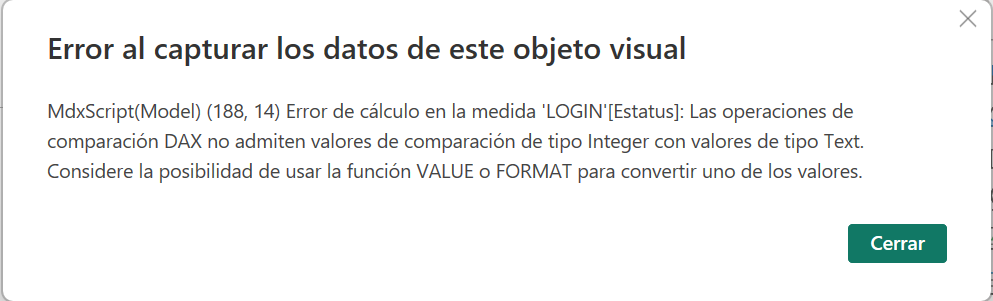 Error al capturar los datos de este objeto visual
MdxScript(Model) (188, 14) Error de cálculo en la medida 'LOGIN'[Estatus]: Las operaciones de
comparación DAX no admiten valores de comparación de tipo Integer con valores de tipo Text.
Considere la posibilidad de usar la función VALUE o FORMAT para convertir uno de los valores.
Cerrar